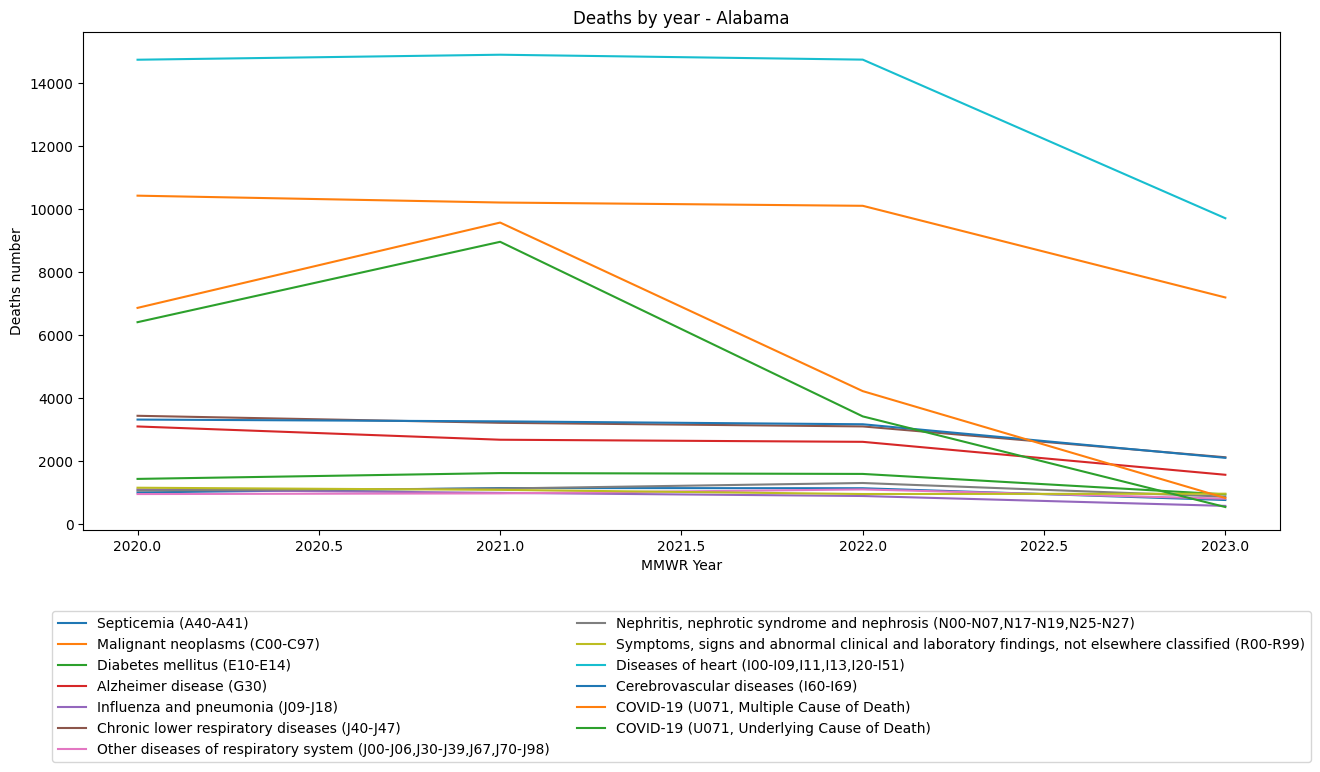 Deaths by year - Alabama
Deaths number
14000
12000
10000
8000
6000
4000
2000
0
2020.0 2020.5 2021.0 2021.5 2022.0 2022.5 2023.0
MMWR Year
Septicemia (A40-A41)
Malignant neoplasms (C00-C97)
Diabetes mellitus (E10-E14)
Alzheimer disease (G30)
Influenza and pneumonia (J09-J18)
Chronic lower respiratory diseases (J40-J47)
Other diseases of respiratory system (J00-J06,J30-J39,J67,J70-J98)
Nephritis, nephrotic syndrome and nephrosis (N00-N07,N17-N19,N25-N27)
Symptoms, signs and abnormal clinical and laboratory findings, not elsewhere classified (R00-R99)
Diseases of heart (I00-I09,I11,I13,I20-I51)
Cerebrovascular diseases (I60-I69)
COVID-19 (U071, Multiple Cause of Death)
COVID-19 (U071, Underlying Cause of Death)